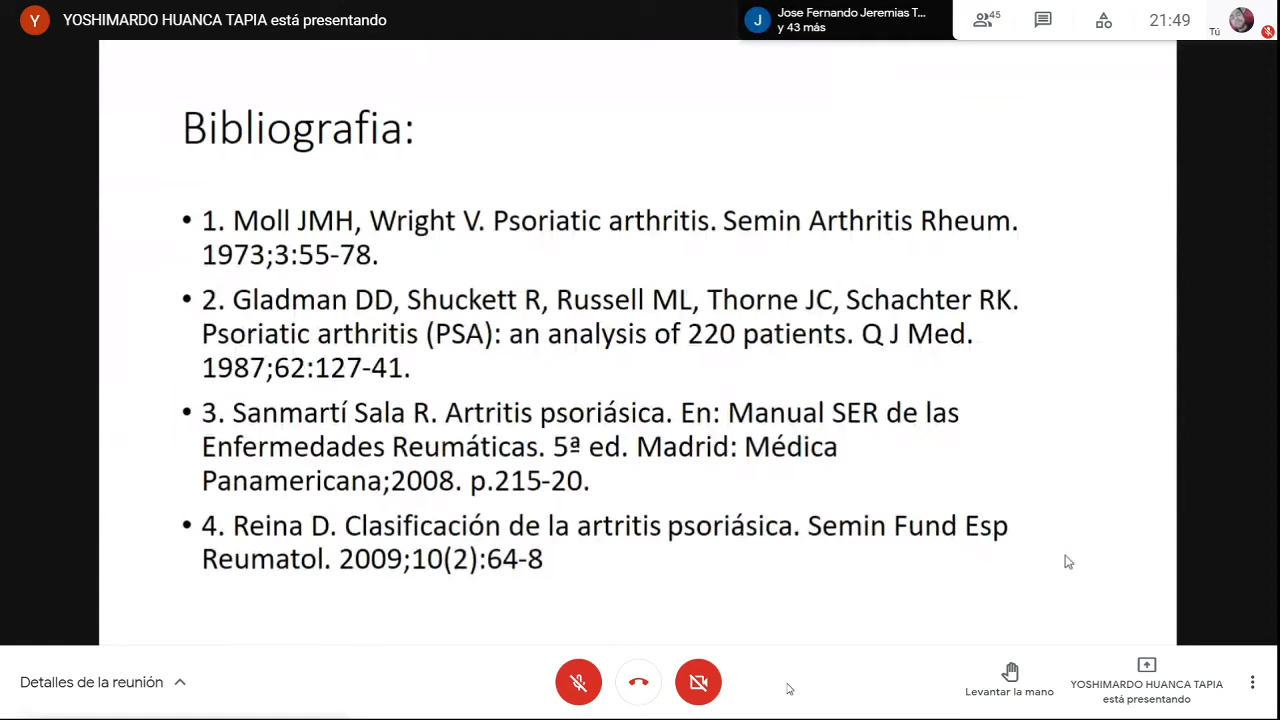 Y YOSHIMARDO HUANCA TAPIA está presentando
J Jose Fernando Jeremias T...
y 43 más
45
21:49
Tú
Bibliografia:
• 1. Moll JMH, Wright V. Psoriatic arthritis. Semin Arthritis Rheum.
1973;3:55-78.
• 2. Gladman DD, Shuckett R, Russell ML, Thorne JC, Schachter RK.
Psoriatic arthritis (PSA): an analysis of 220 patients. Q J Med.
1987;62:127-41.
• 3. Sanmartí Sala R. Artritis psoriásica. En: Manual SER de las
Enfermedades Reumáticas. 5ª ed. Madrid: Médica
Panamericana;2008. p.215-20.
• 4. Reina D. Clasificación de la artritis psoriásica. Semin Fund Esp
Reumatol. 2009;10(2):64-8
Detalles de la reunión
Levantar la mano
YOSHIMARDO HUANCA TAPIA
está presentando